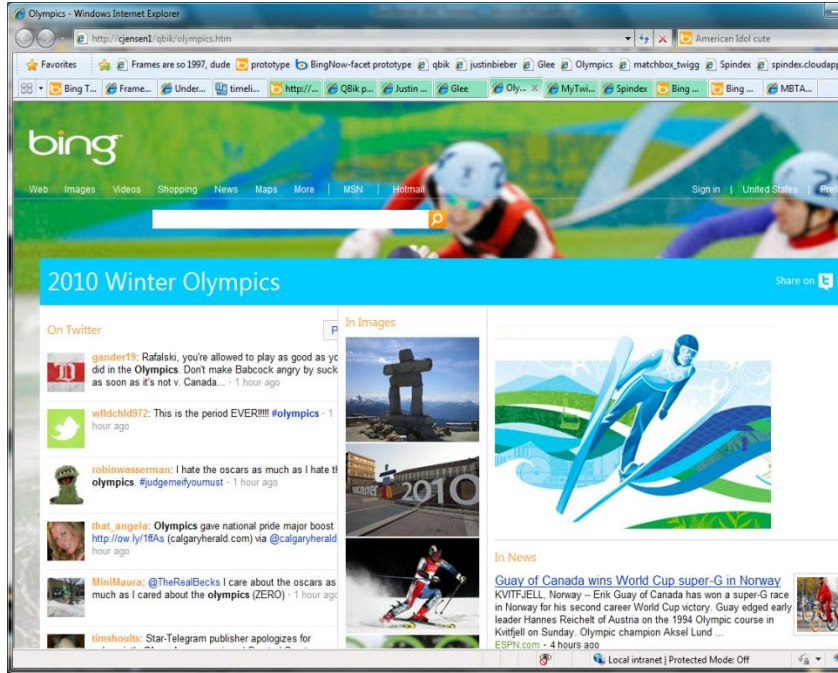 Olympics - Windows Internet Explorer
http://cjensen1/qbik/olympics.htm
American Idol cute
Favorites
Frames are so 1997, dude
prototype
BingNow-facet prototype
qbik
justinbieber
Glee
Olympics
matchbox_twigg
Spindex
spindex.cloudapp
Bing T...
Frame...
Under...
timeli...
http://...
QBik p...
Justin ...
Glee
Oly...
MyTwi...
Spindex
Bing ...
Bing ...
MBTA...
bing
Web Images Videos Shopping News Maps More | MSN | Hotmail
Sign in | United States | Pref
2010 Winter Olympics
Share on
On Twitter
P
gander19: Rafalski, you're allowed to play as good as yo
did in the Olympics. Don't make Babcock angry by suck
as soon as it's not v. Canada... - 1 hour ago
wlldchld972: This is the period EVER!!!!! #olympics - 1
hour ago
robinwasserman: I hate the oscars as much as I hate th
olympics. #judgemeifyoumust - 1 hour ago
that_angela: Olympics gave national pride major boost
http://ow.ly/1ffAs (calgaryherald.com) via @calgaryherald
hour ago
MiniMaura: @TheRealBecks I care about the oscars as
much as I cared about the olympics (ZERO) - 1 hour ago
timshoults: Star-Telegram publisher apologizes for
In Images
2010
In News
Guay of Canada wins World Cup super-G in Norway
KVITFJELL, Norway -- Erik Guay of Canada has won a super-G race
in Norway for his second career World Cup victory. Guay edged early
leader Hannes Reichelt of Austria on the 1994 Olympic course in
Kvitfjell on Sunday. Olympic champion Aksel Lund ...
ESPN.com - 4 hours ago
Local intranet | Protected Mode: Off